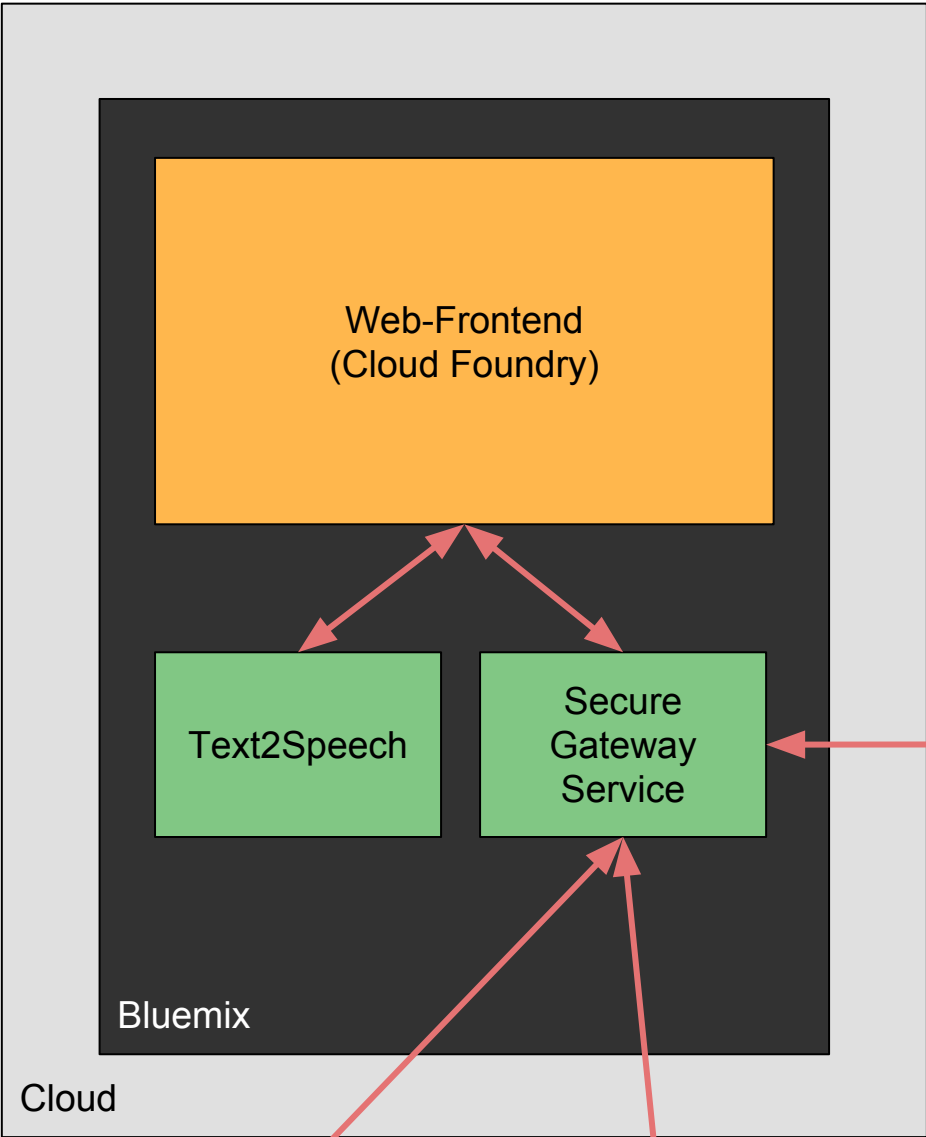 Web-Frontend
(Cloud Foundry)
Text2Speech
Secure
Gateway
Service
Bluemix
Cloud